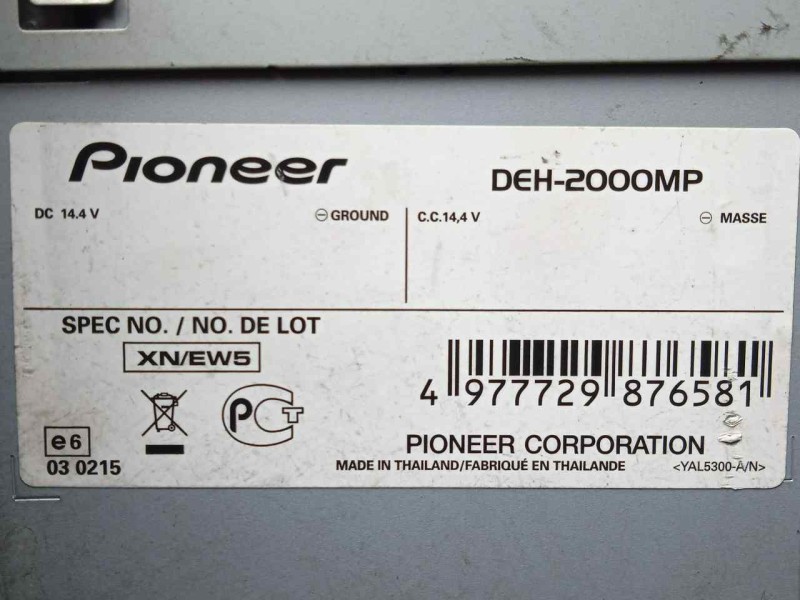 Pioneer
DEH-2000MP
DC 14.4 V
⊖ GROUND
C.C.14,4 V
⊖ MASSE
SPEC NO. / NO. DE LOT
XN/EW5
e6
03 0215
PCT
4 977729 876581
PIONEER CORPORATION
MADE IN THAILAND/FABRIQUÉ EN THAILANDE
<YAL5300-A/N>